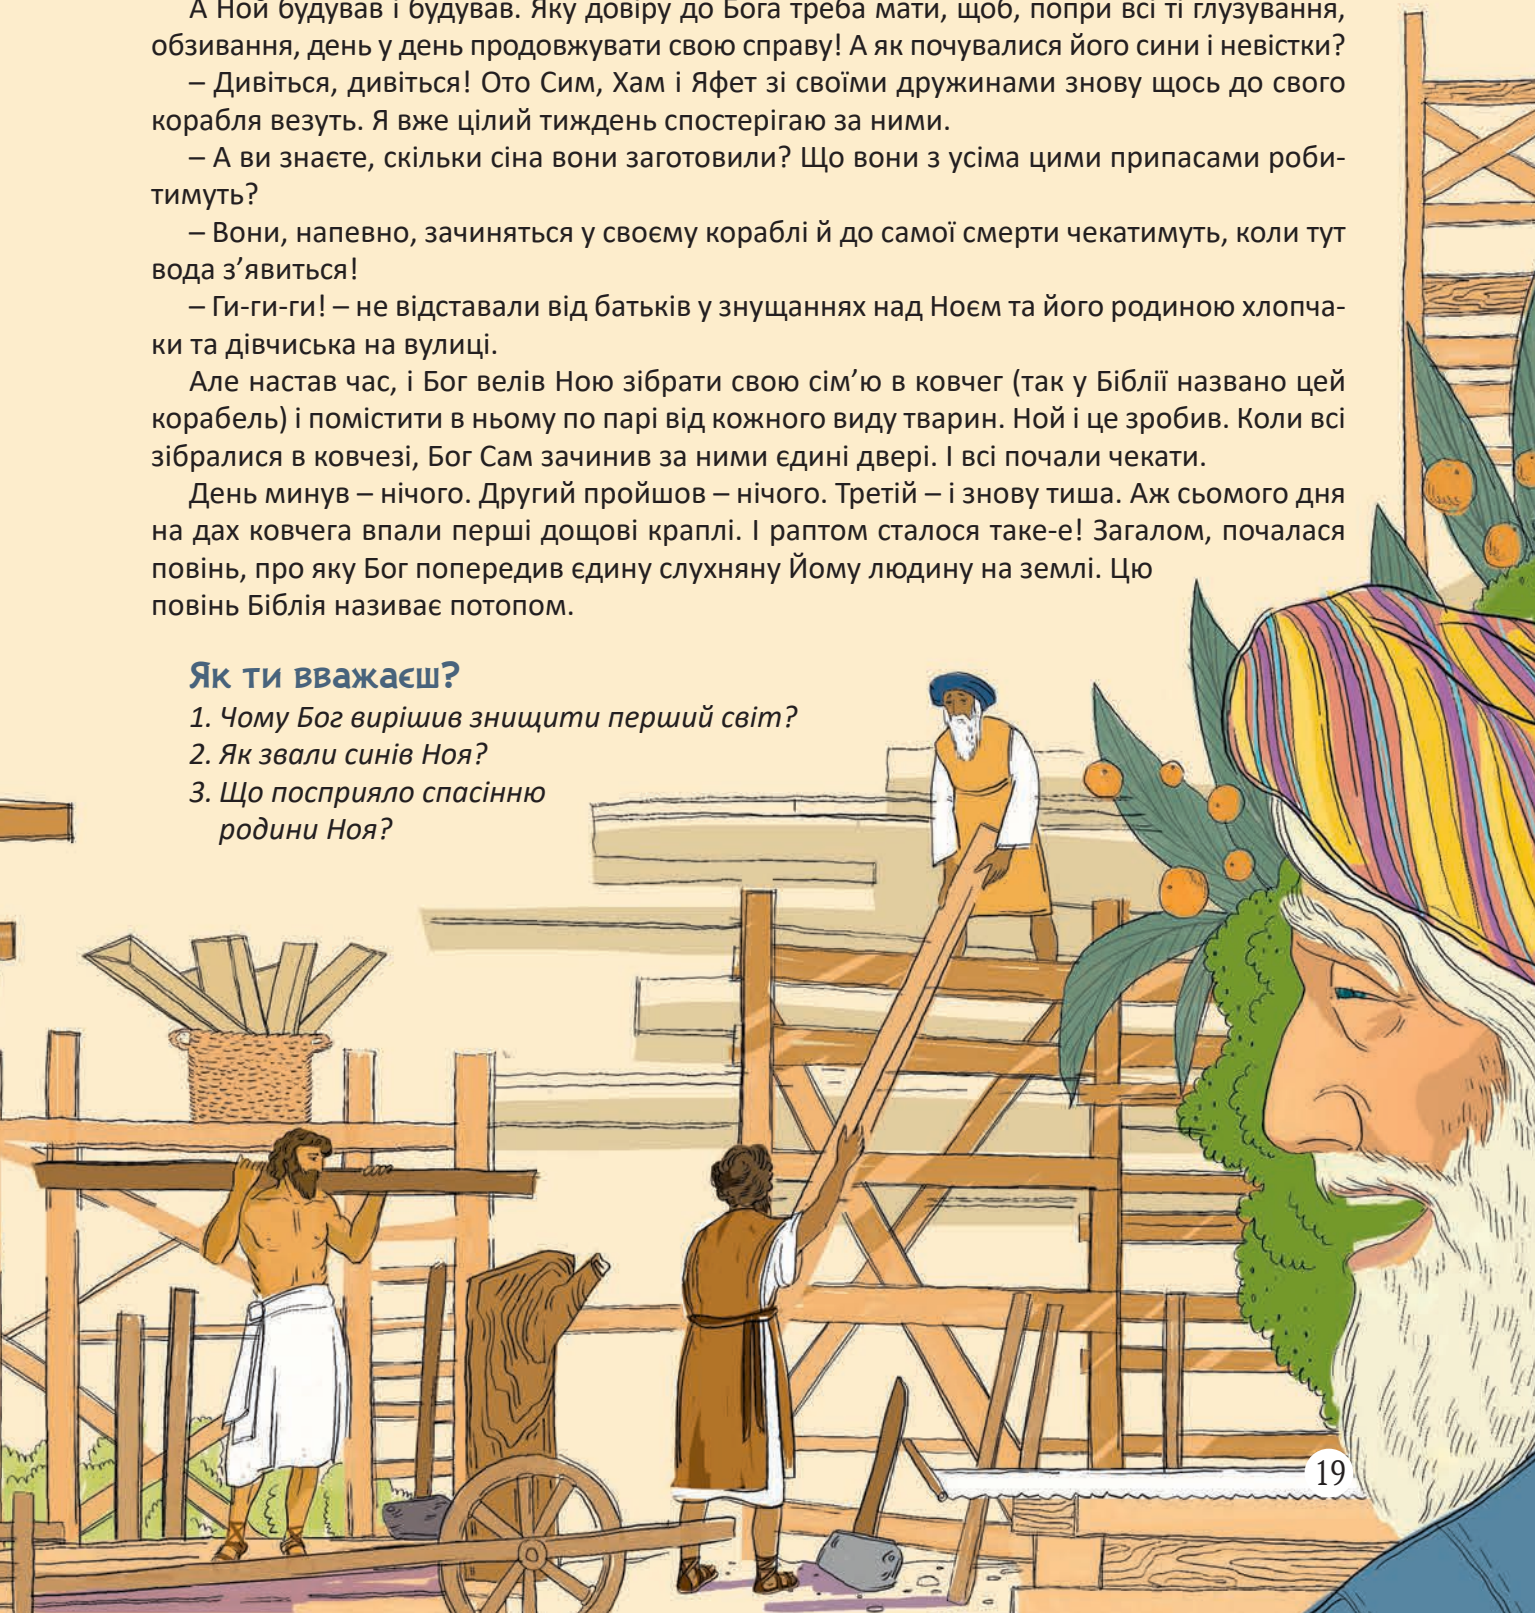 А Ной будував і будував. Яку довіру до Бога треба мати, щоб, попри всі ті глузування,
обзивання, день у день продовжувати свою справу! А як почувалися його сини і невістки?
– Дивіться, дивіться! Ото Сим, Хам і Яфет зі своїми дружинами знову щось до свого
корабля везуть. Я вже цілий тиждень спостерігаю за ними.
– А ви знаєте, скільки сіна вони заготовили? Що вони з усіма цими припасами роби-
тимуть?
– Вони, напевно, зачиняться у своєму кораблі й до самої смерти чекатимуть, коли тут
вода з’явиться!
– Ги-ги-ги! – не відставали від батьків у знущаннях над Ноєм та його родиною хлопча-
ки та дівчиська на вулиці.
Але настав час, і Бог велів Ною зібрати свою сім’ю в ковчег (так у Біблії названо цей
корабель) і помістити в ньому по парі від кожного виду тварин. Ной і це зробив. Коли всі
зібралися в ковчезі, Бог Сам зачинив за ними єдині двері. І всі почали чекати.
День минув – нічого. Другий пройшов – нічого. Третій – і знову тиша. Аж сьомого дня
на дах ковчега впали перші дощові краплі. І раптом сталося таке-е! Загалом, почалася
повінь, про яку Бог попередив єдину слухняну Йому людину на землі. Цю
повінь Біблія називає потопом.
Як ти вважаєш?
1. Чому Бог вирішив знищити перший світ?
2. Як звали синів Ноя?
3. Що посприяло спасінню
родини Ноя?
19